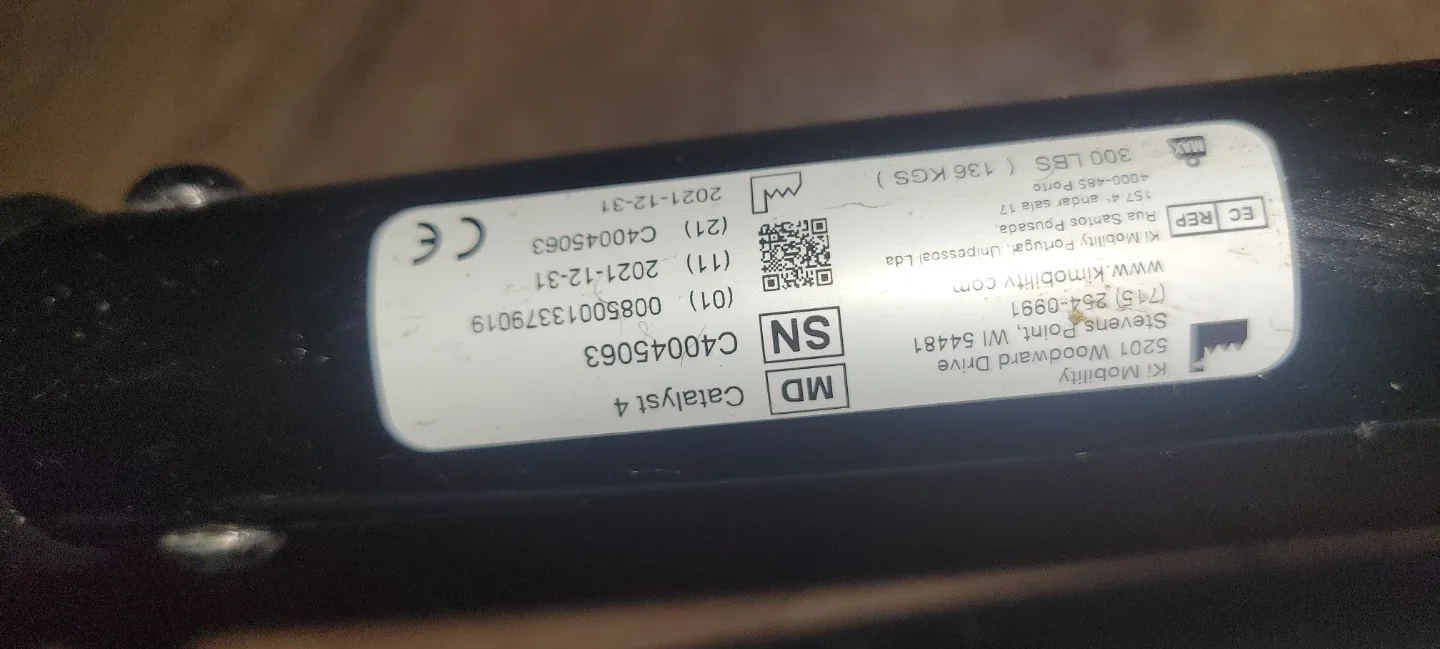 Ki Mobility
5201 Woodward Drive
Stevens Point, WI 54481
(715) 254-0991
www.kimobility.com
EC REP
Ki Mobility Portugal, Unipessoal Lda
Rua Santos Pousada,
157 4º andar sala 17
4000-485 Porto
MAX
300 LBS ( 136 KGS )
MD Catalyst 4
SN C40045063
(01) 00850013379019
(11) 2021-12-31
(21) C40045063
2021-12-31
CE